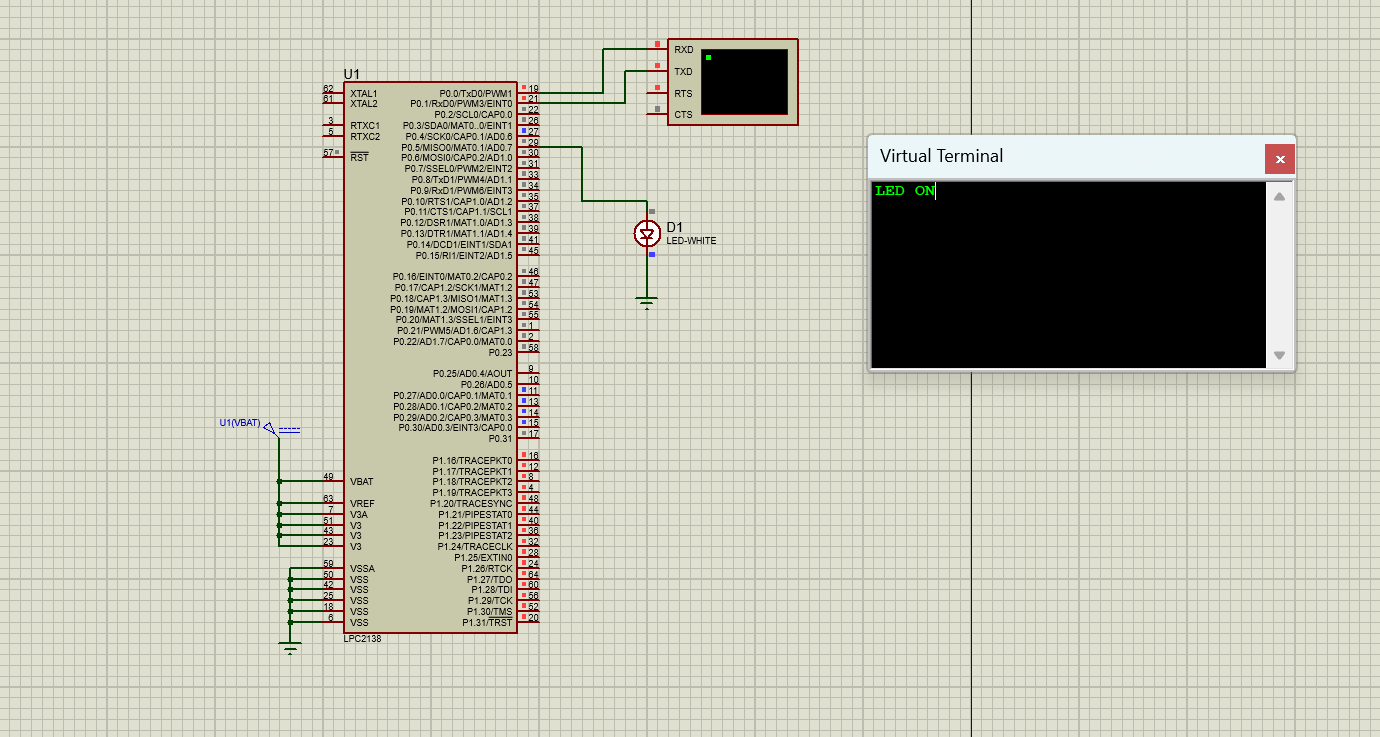 U1
62
XTAL1
61
XTAL2
3
RTXC1
5
RTXC2
57
RST
P0.0/TxD0/PWM1
19
P0.1/RxD0/PWM3/EINT0
21
P0.2/SCL0/CAP0.0
22
P0.3/SDA0/MAT0..0/EINT1
26
P0.4/SCK0/CAP0.1/AD0.6
27
P0.5/MISO0/MAT0.1/AD0.7
29
P0.6/MOSI0/CAP0.2/AD1.0
30
P0.7/SSEL0/PWM2/EINT2
31
P0.8/TxD1/PWM4/AD1.1
33
P0.9/RxD1/PWM6/EINT3
34
P0.10/RTS1/CAP1.0/AD1.2
35
P0.11/CTS1/CAP1.1/SCL1
37
P0.12/DSR1/MAT1.0/AD1.3
38
P0.13/DTR1/MAT1.1/AD1.4
39
P0.14/DCD1/EINT1/SDA1
41
P0.15/RI1/EINT2/AD1.5
45
P0.16/EINT0/MAT0.2/CAP0.2
46
P0.17/CAP1.2/SCK1/MAT1.2
47
P0.18/CAP1.3/MISO1/MAT1.3
53
P0.19/MAT1.2/MOSI1/CAP1.2
54
P0.20/MAT1.3/SSEL1/EINT3
55
P0.21/PWM5/AD1.6/CAP1.3
1
P0.22/AD1.7/CAP0.0/MAT0.0
2
P0.23
58
P0.25/AD0.4/AOUT
9
P0.26/AD0.5
10
P0.27/AD0.0/CAP0.1/MAT0.1
11
P0.28/AD0.1/CAP0.2/MAT0.2
13
P0.29/AD0.2/CAP0.3/MAT0.3
14
P0.30/AD0.3/EINT3/CAP0.0
15
P0.31
17
P1.16/TRACEPKT0
16
P1.17/TRACEPKT1
12
P1.18/TRACEPKT2
8
P1.19/TRACEPKT3
4
P1.20/TRACESYNC
48
P1.21/PIPESTAT0
44
P1.22/PIPESTAT1
40
P1.23/PIPESTAT2
36
P1.24/TRACECLK
32
P1.25/EXTIN0
28
P1.26/RTCK
24
P1.27/TDO
64
P1.28/TDI
60
P1.29/TCK
56
P1.30/TMS
52
P1.31/TRST
20
U1(VBAT)
49
VBAT
63
VREF
7
V3A
51
V3
43
V3
23
V3
59
VSSA
50
VSS
42
VSS
25
VSS
18
VSS
6
VSS
LPC2138
RXD
TXD
RTS
CTS
D1
LED-WHITE
Virtual Terminal
LED ON